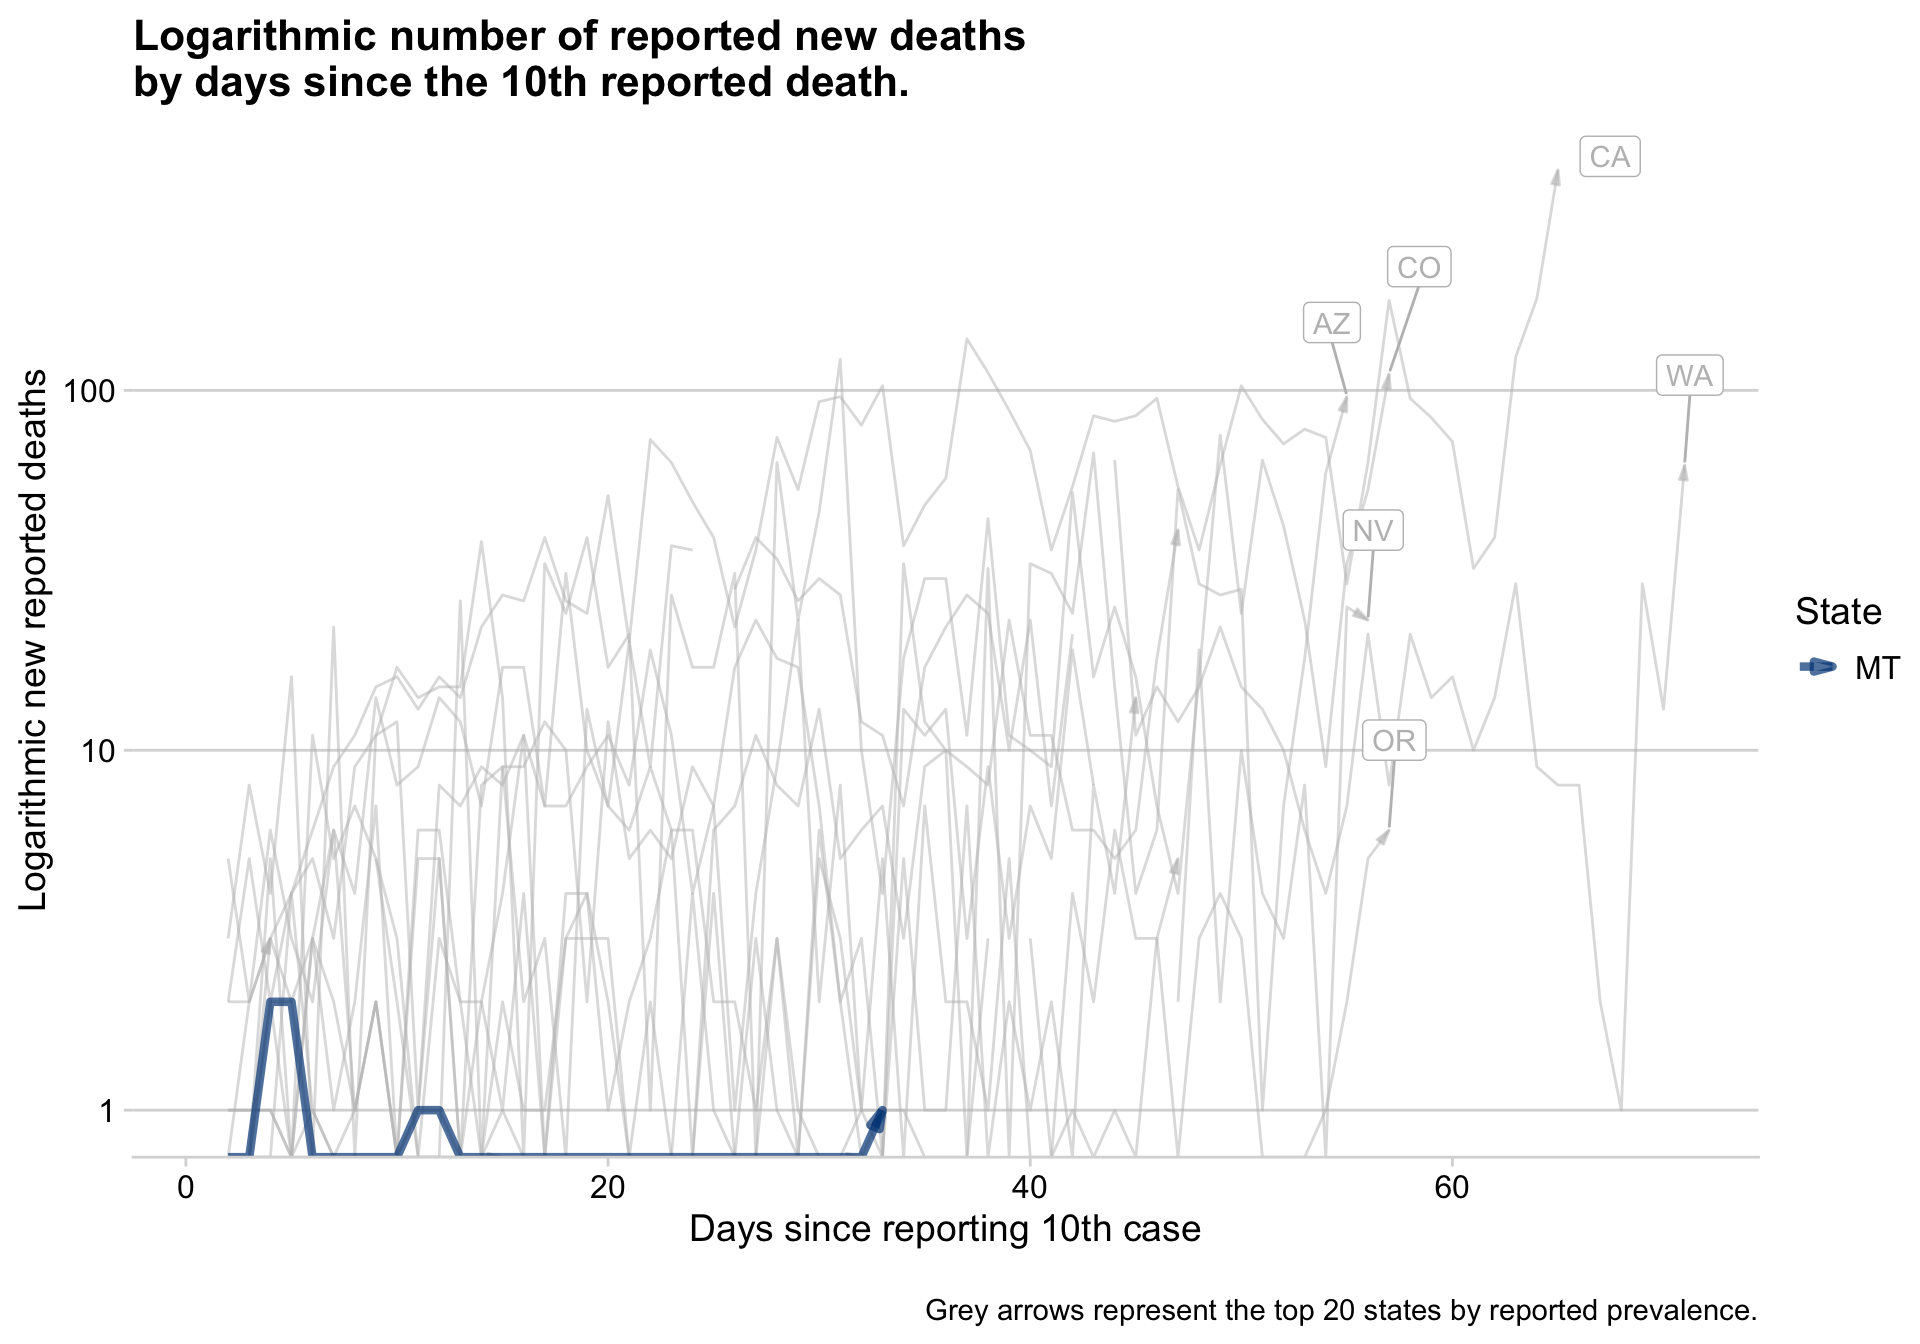 Logarithmic number of reported new deaths
by days since the 10th reported death.
CA
CO
AZ
WA
100
NV
OR
10
1
Logarithmic new reported deaths
State
MT
0 20 40 60
Days since reporting 10th case
Grey arrows represent the top 20 states by reported prevalence.